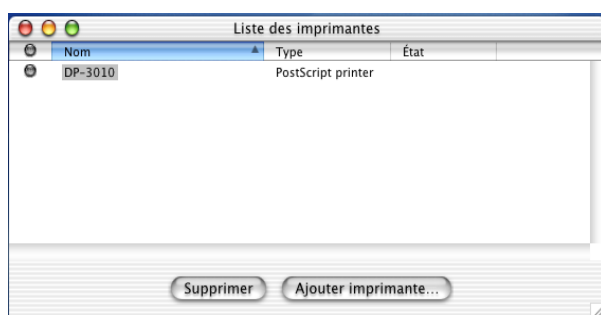 Liste des imprimantes
Nom Type État
DP-3010 PostScript printer
Supprimer Ajouter imprimante...